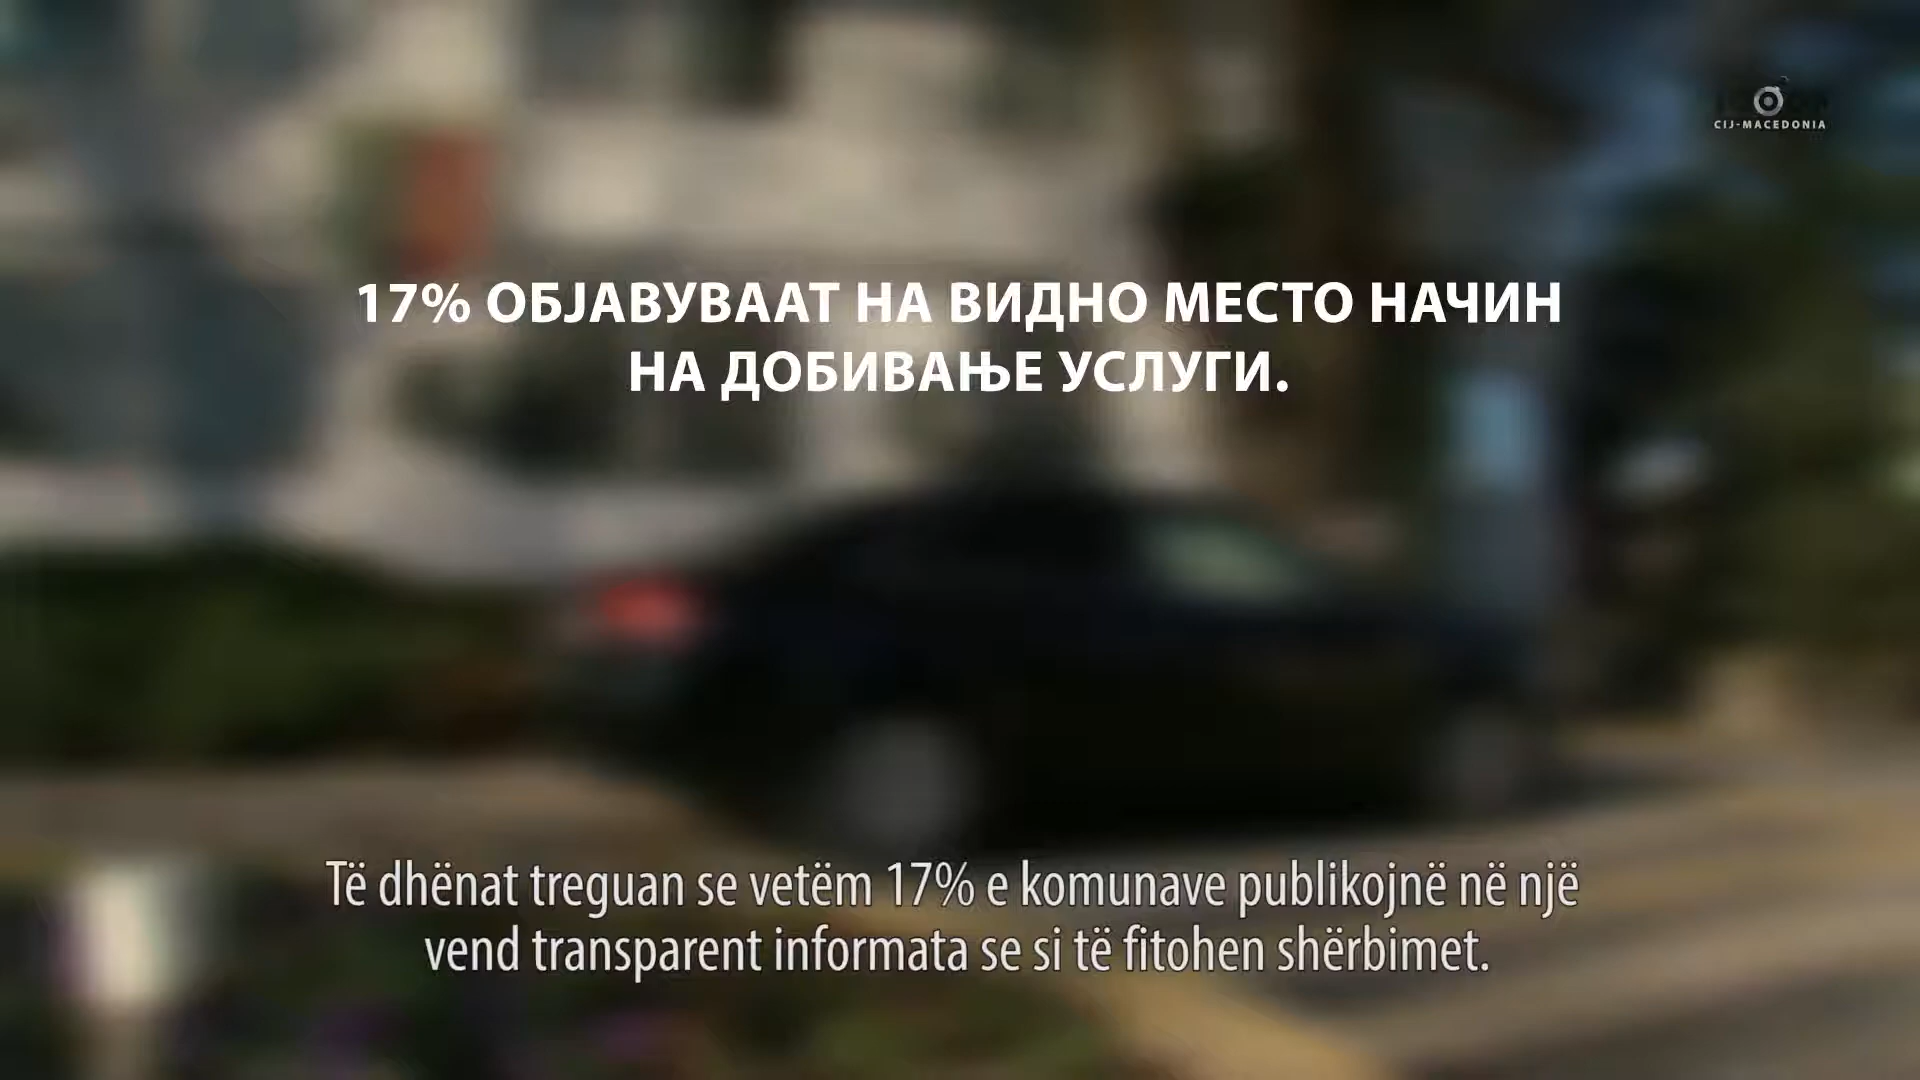 CIJ-MACEDONIA
17% ОБЈАВУВААТ НА ВИДНО МЕСТО НАЧИН
НА ДОБИВАЊЕ УСЛУГИ.
Të dhënat treguan se vetëm 17% e komunave publikojnë në një
vend transparent informata se si të fitohen shërbimet.